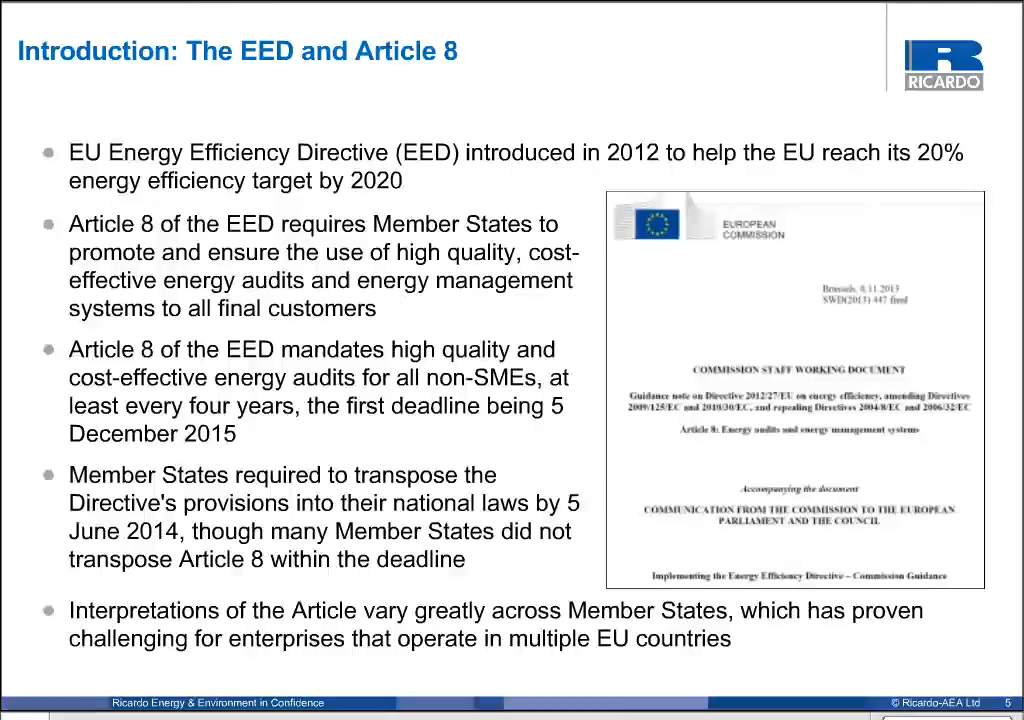 Introduction: The EED and Article 8
RICARDO
EU Energy Efficiency Directive (EED) introduced in 2012 to help the EU reach its 20%
energy efficiency target by 2020
Article 8 of the EED requires Member States to
promote and ensure the use of high quality, cost-
effective energy audits and energy management
systems to all final customers
Article 8 of the EED mandates high quality and
cost-effective energy audits for all non-SMEs, at
least every four years, the first deadline being 5
December 2015
Member States required to transpose the
Directive's provisions into their national laws by 5
June 2014, though many Member States did not
transpose Article 8 within the deadline
EUROPEAN
COMMISSION
Brussels, 8.11.2013
SWD(2013) 447 final
COMMISSION STAFF WORKING DOCUMENT
Guidance note on Directive 2012/27/EU on energy efficiency, amending Directives
2009/125/EC and 2010/30/EC, and repealing Directives 2004/8/EC and 2006/32/EC
Article 8: Energy audits and energy management systems
Accompanying the document
COMMUNICATION FROM THE COMMISSION TO THE EUROPEAN
PARLIAMENT AND THE COUNCIL
Implementing the Energy Efficiency Directive – Commission Guidance
Interpretations of the Article vary greatly across Member States, which has proven
challenging for enterprises that operate in multiple EU countries
Ricardo Energy & Environment in Confidence
© Ricardo-AEA Ltd 5